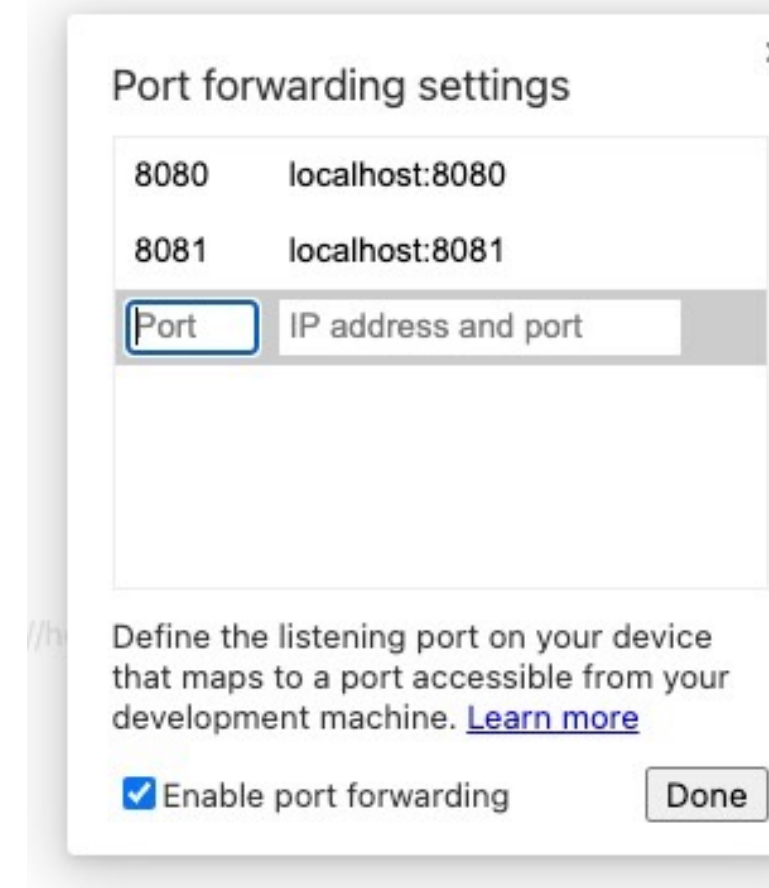 Port forwarding settings
8080 localhost:8080
8081 localhost:8081
Port IP address and port
//h
Define the listening port on your device
that maps to a port accessible from your
development machine. Learn more
Enable port forwarding Done